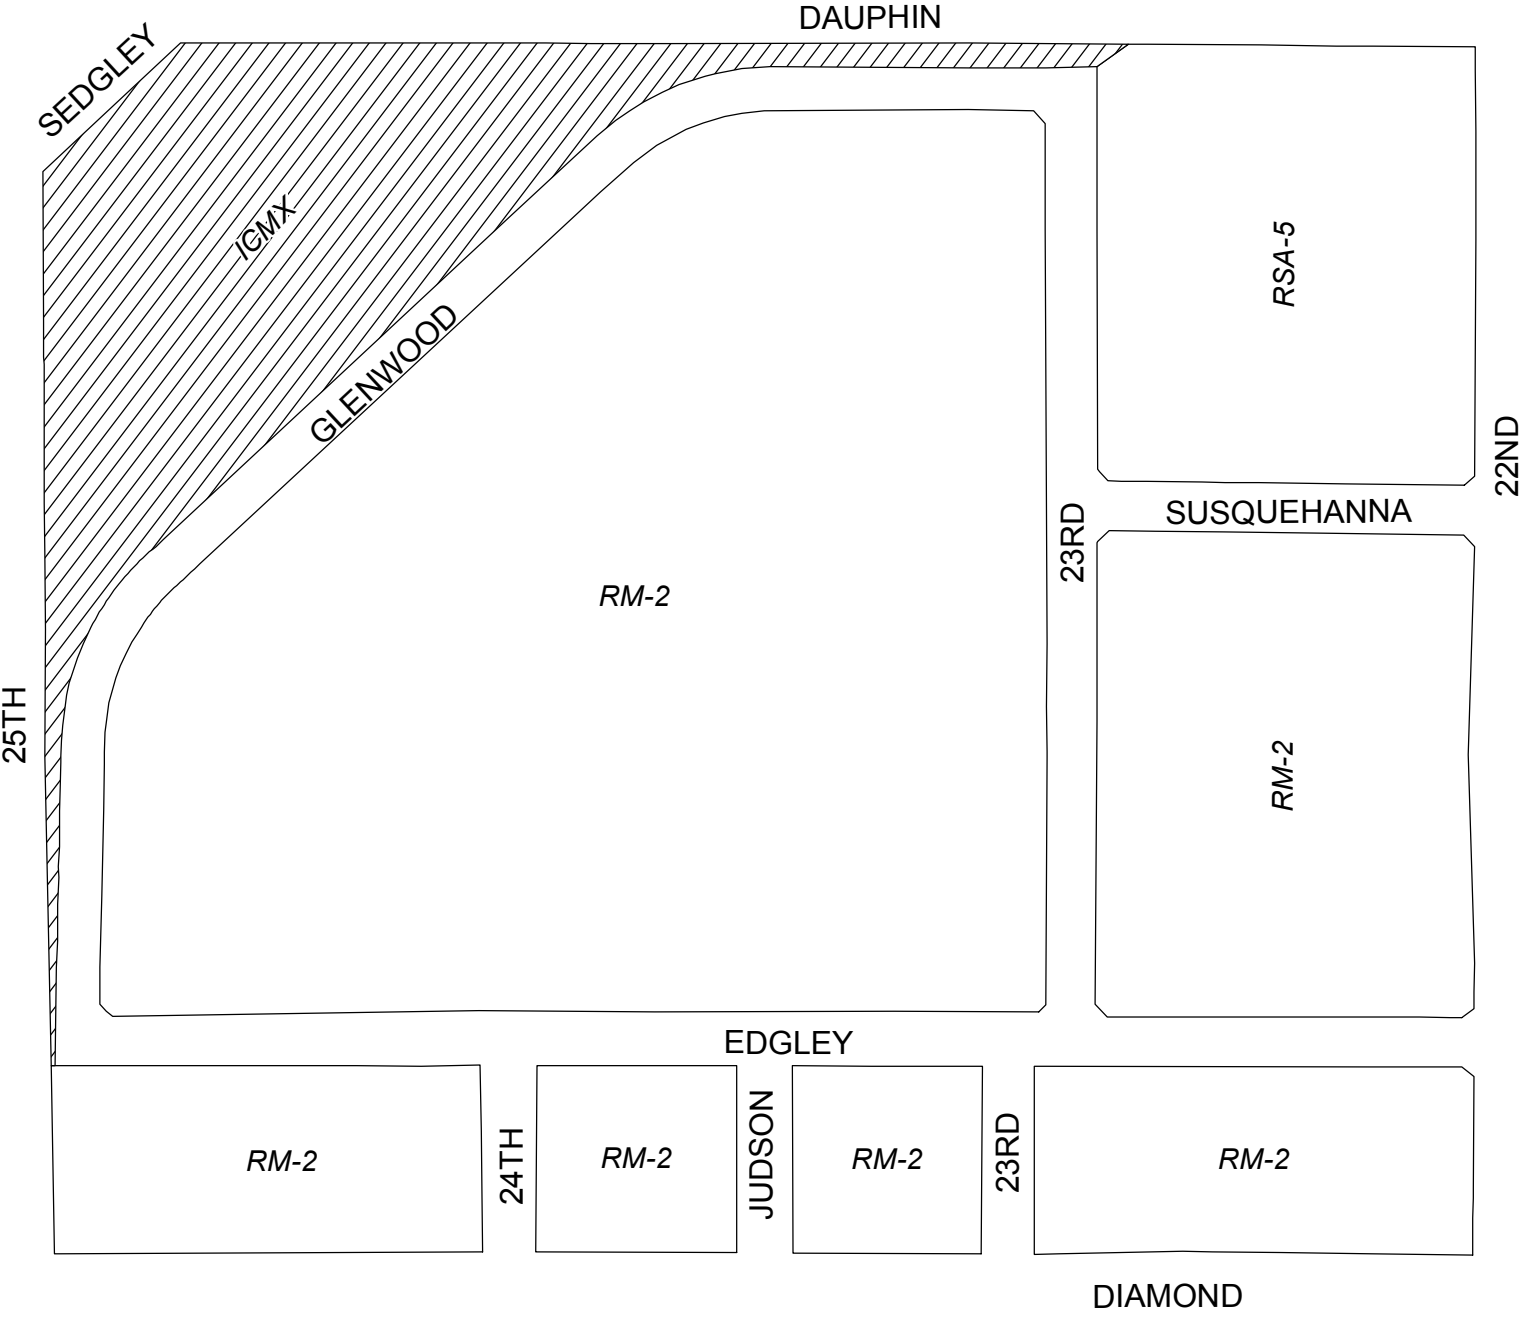 DAUPHIN
SEDGLEY
ICMX
RSA-5
GLENWOOD
22ND
SUSQUEHANNA
23RD
RM-2
25TH
RM-2
EDGLEY
RM-2
24TH
RM-2
JUDSON
RM-2
23RD
RM-2
DIAMOND